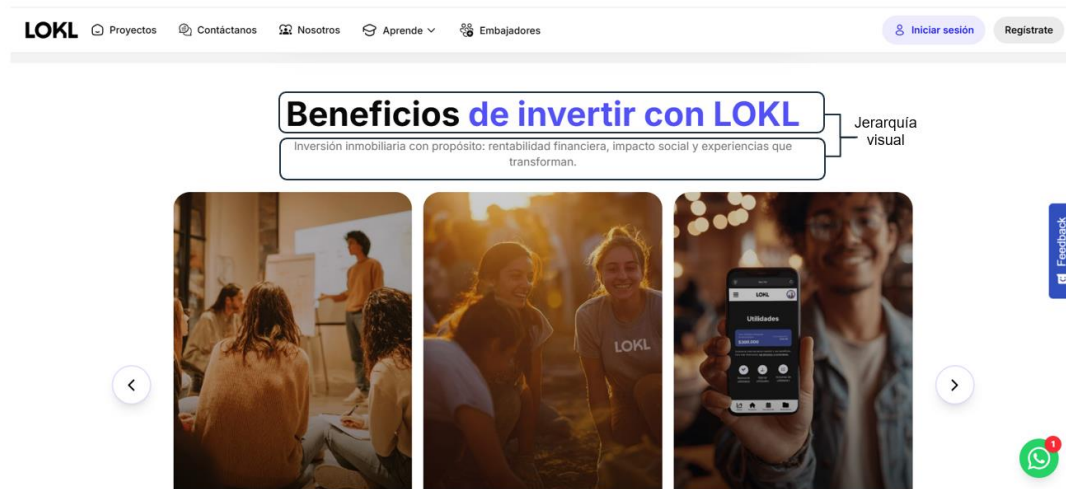 LOKL Proyectos Contáctanos Nosotros Aprende Embajadores Iniciar sesión Regístrate
Beneficios de invertir con LOKL
Jerarquía
visual
Inversión inmobiliaria con propósito: rentabilidad financiera, impacto social y experiencias que
transforman.
Feedback
LOKL
LOKL
Utilidades
1